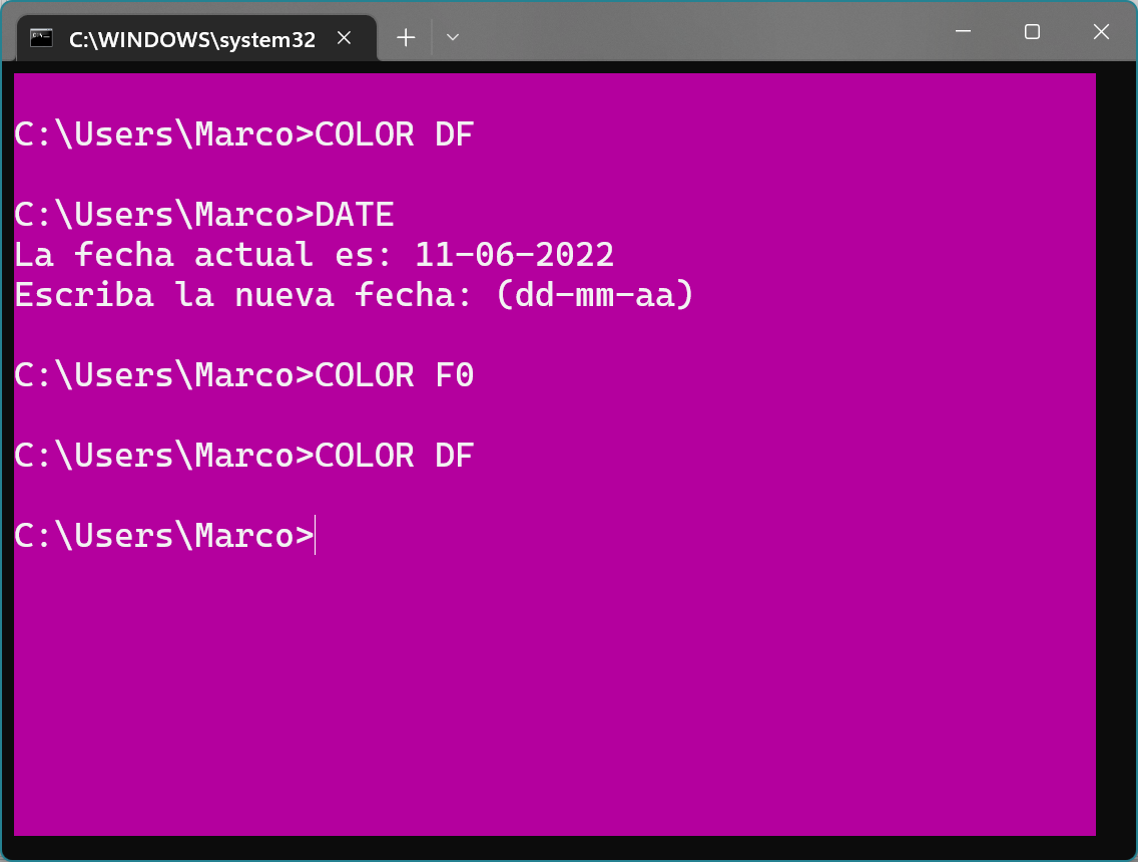 C:\WINDOWS\system32
C:\Users\Marco>COLOR DF
C:\Users\Marco>DATE
La fecha actual es: 11-06-2022
Escriba la nueva fecha: (dd-mm-aa)
C:\Users\Marco>COLOR F0
C:\Users\Marco>COLOR DF
C:\Users\Marco>